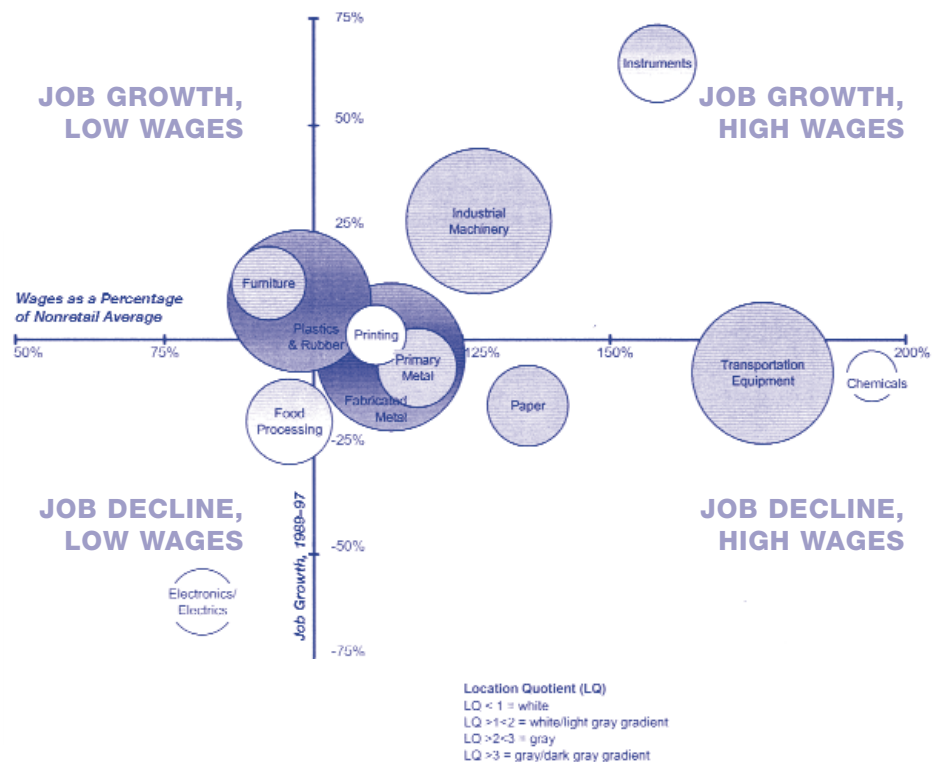 75%
Instruments
JOB GROWTH,
LOW WAGES
JOB GROWTH,
HIGH WAGES
50%
Industrial
Machinery
25%
Furniture
Wages as a Percentage
of Nonretail Average
Plastics
& Rubber
Printing
50%
75%
125%
150%
200%
Primary
Metal
Transportation
Equipment
Chemicals
Fabricated
Metal
Paper
Food
Processing
-25%
JOB DECLINE,
LOW WAGES
JOB DECLINE,
HIGH WAGES
Job Growth, 1989–97
-50%
Electronics/
Electrics
-75%
Location Quotient (LQ)
LQ < 1 = white
LQ >1<2 = white/light gray gradient
LQ >2<3 = gray
LQ >3 = gray/dark gray gradient